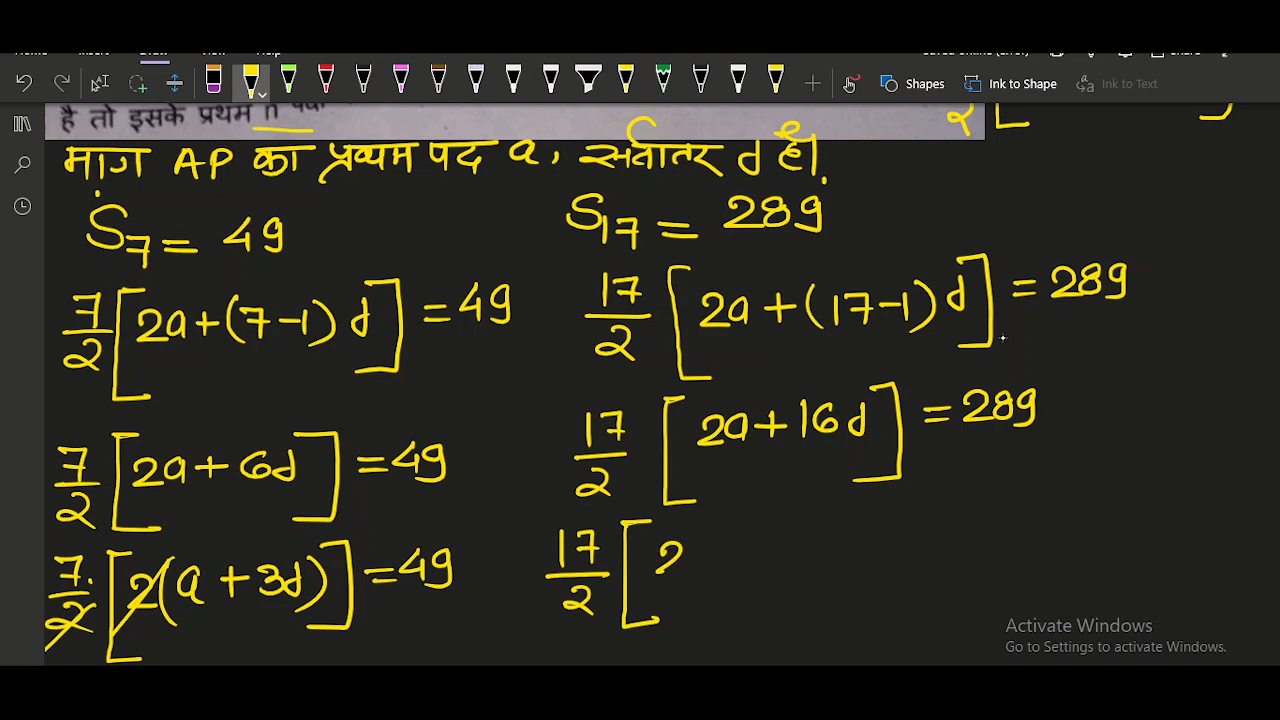 Shapes Ink to Shape Ink to Text
है तो इसके प्रथम n
माना AP का प्रथम पद a, सर्वान्तर d है।
S₇ = 49 S₁₇ = 289
7/2 [2a+(7-1)d] = 49 17/2 [2a+(17-1)d] = 289
7/2 [2a+6d] = 49 17/2 [2a+16d] = 289
7/2 [2(a+3d)] = 49 17/2 [2
Activate Windows
Go to Settings to activate Windows.